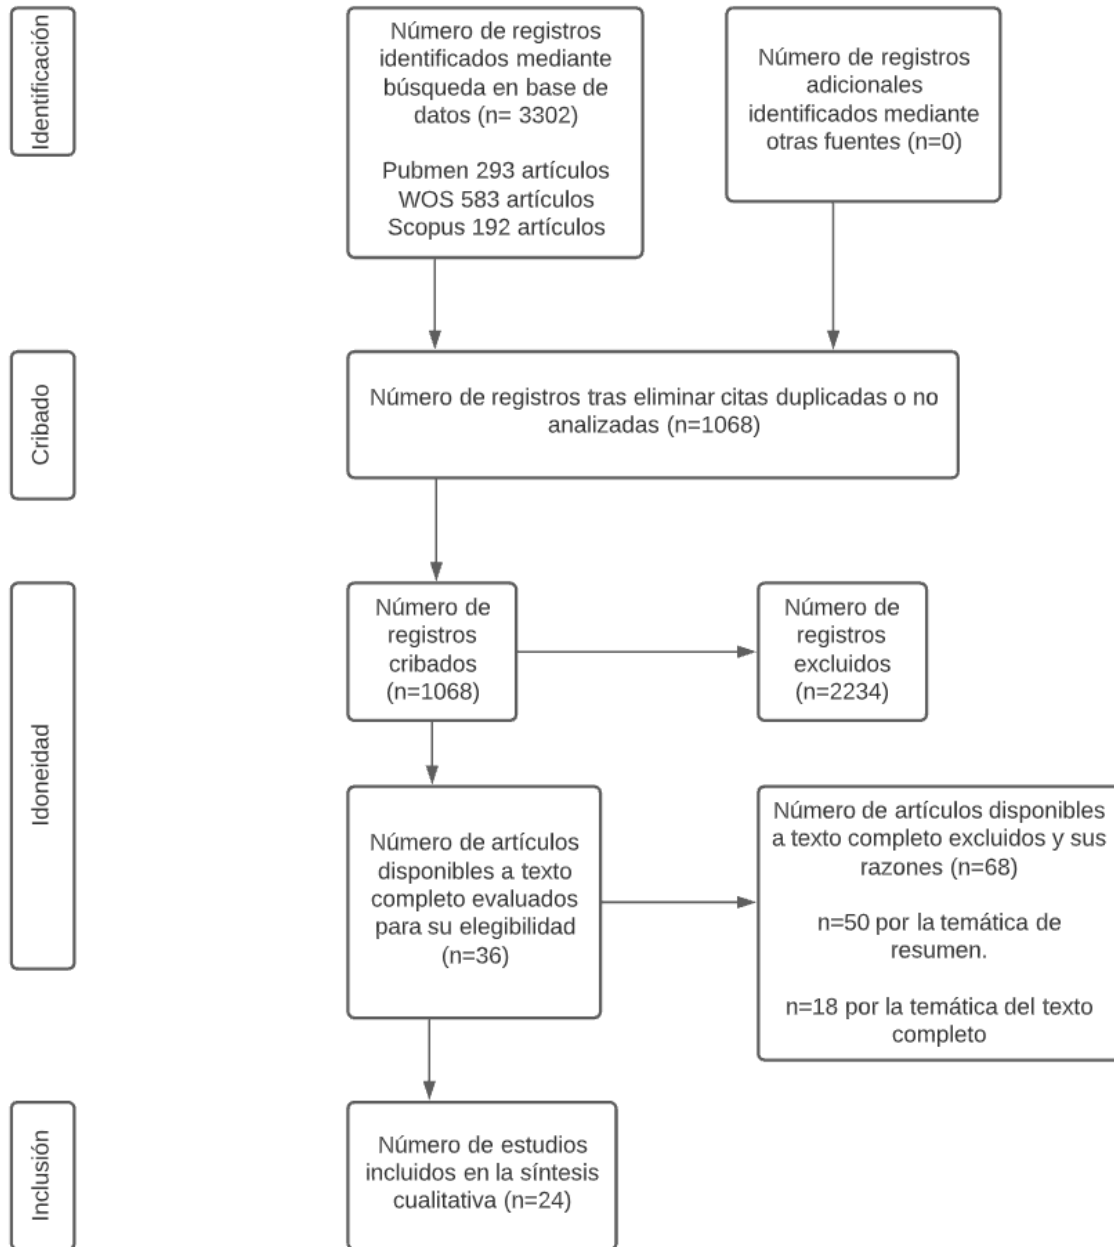 Identificación
Número de registros
identificados mediante
búsqueda en base de
datos (n= 3302)
Pubmen 293 artículos
WOS 583 artículos
Scopus 192 artículos
Número de registros
adicionales
identificados mediante
otras fuentes (n=0)
Cribado
Número de registros tras eliminar citas duplicadas o no
analizadas (n=1068)
Idoneidad
Número de
registros
cribados
(n=1068)
Número de
registros
excluidos
(n=2234)
Número de artículos
disponibles a texto
completo evaluados
para su elegibilidad
(n=36)
Número de artículos disponibles
a texto completo excluidos y sus
razones (n=68)
n=50 por la temática de
resumen.
n=18 por la temática del texto
completo
Inclusión
Número de estudios
incluidos en la síntesis
cualitativa (n=24)